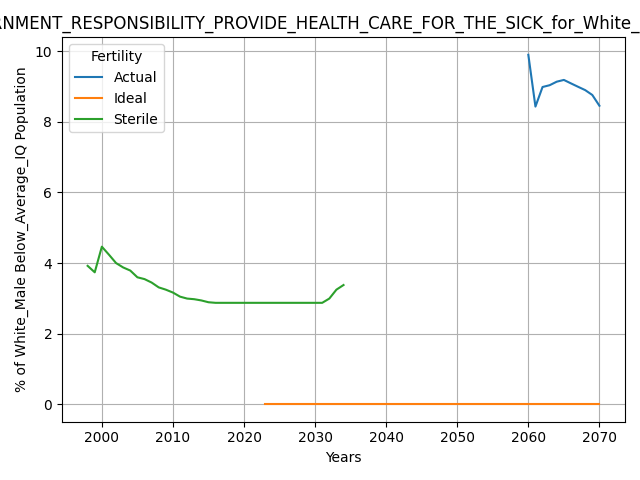 RNMENT_RESPONSIBILITY_PROVIDE_HEALTH_CARE_FOR_THE_SICK_for_White_
Fertility
Actual
Ideal
Sterile
% of White_Male Below_Average_IQ Population
10
8
6
4
2
0
2000 2010 2020 2030 2040 2050 2060 2070
Years